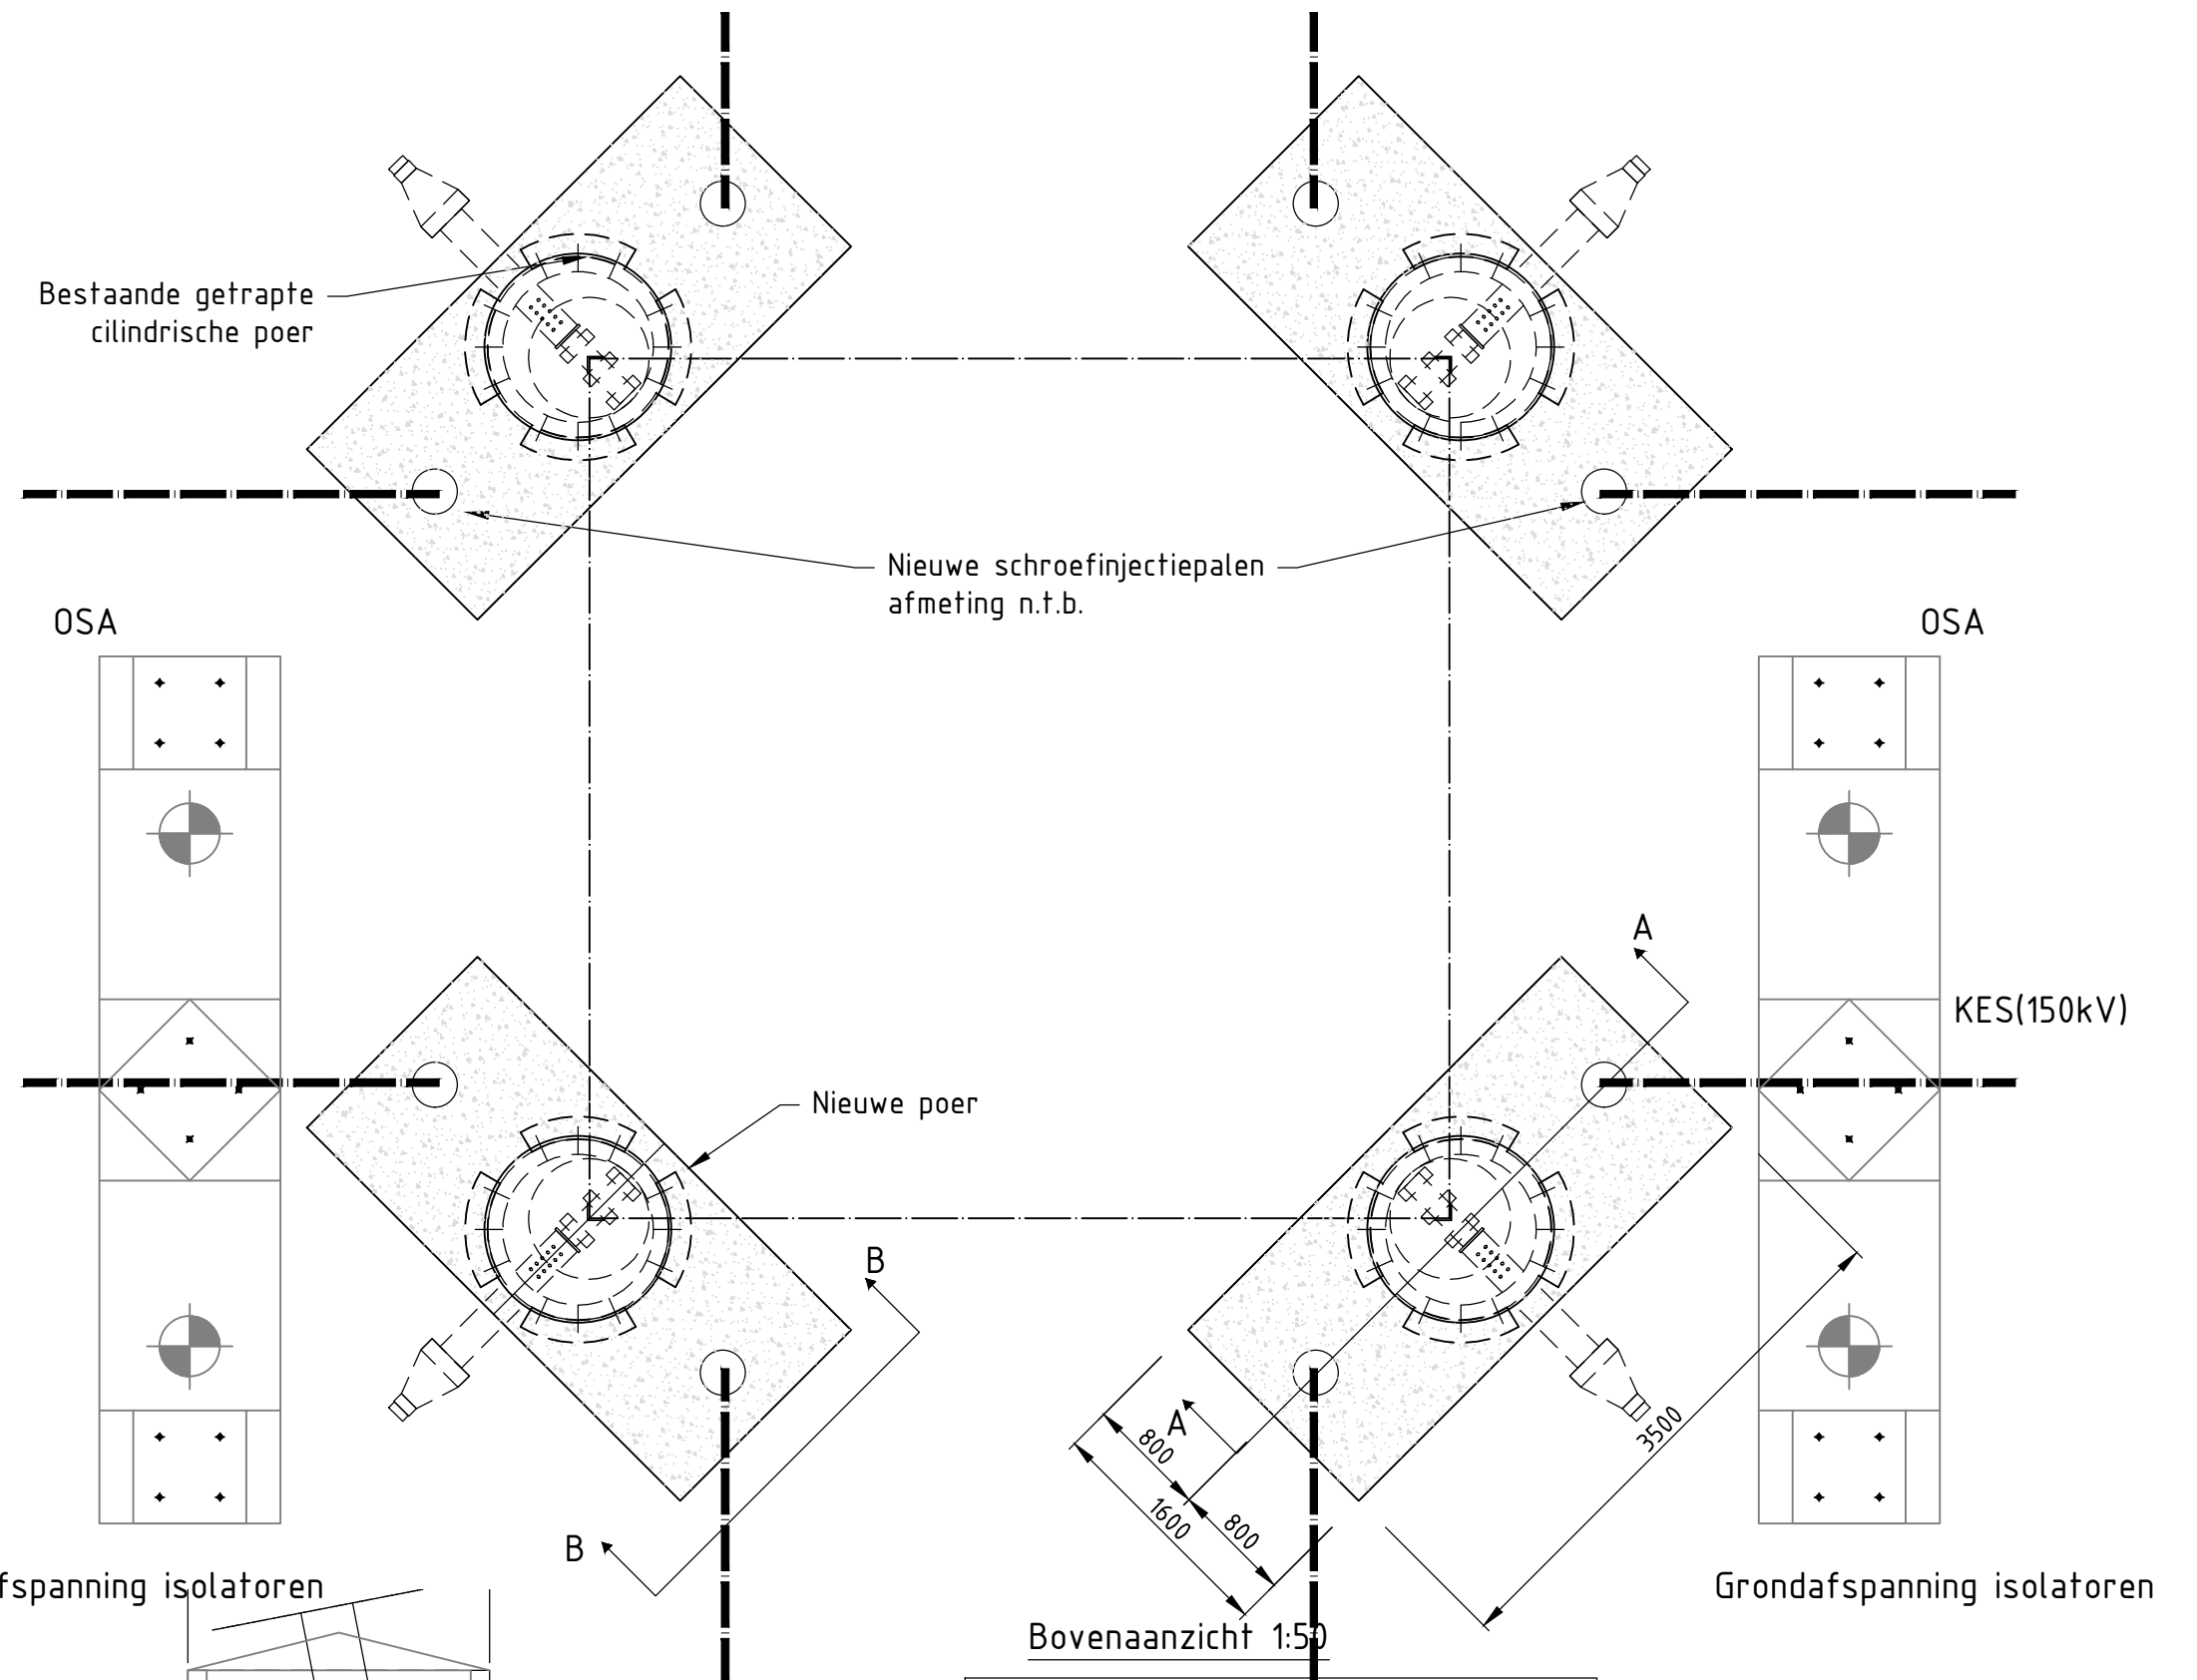 Bestaande getrapte
cilindrische poer
Nieuwe schroefinjectiepalen
afmeting n.t.b.
OSA
OSA
A
KES(150kV)
Nieuwe poer
B
A
800
1600
800
3500
B
fspanning isolatoren
Grondafspanning isolatoren
Bovenaanzicht 1:50